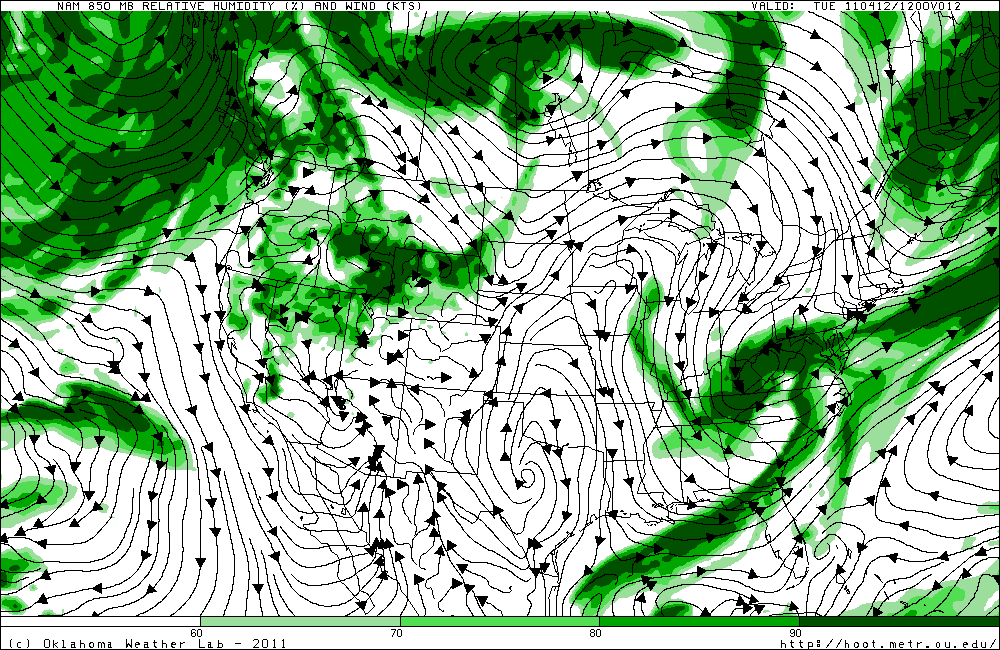 NAM 850 MB RELATIVE HUMIDITY (%) AND WIND (KTS) VALID: TUE 110412/1200V012
60 70 80 90
(c) Oklahoma Weather Lab - 2011 http://hoot.metr.ou.edu/